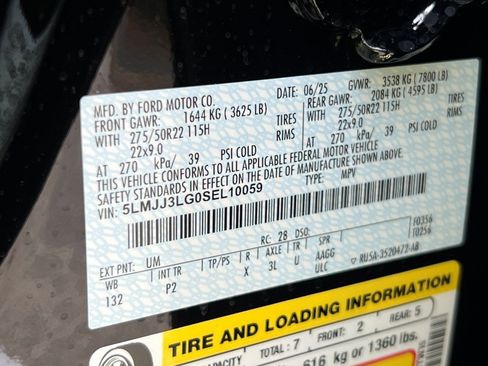 MFD. BY FORD MOTOR CO.
DATE: 06/25 GVWR: 3538 KG (7800 LB)
FRONT GAWR: 1644 KG (3625 LB) REAR GAWR: 2084 KG (4595 LB)
WITH 275/50R22 115H TIRES WITH 275/50R22 115H TIRES
22x9.0 RIMS 22x9.0 RIMS
AT 270 kPa/ 39 PSI COLD AT 270 kPa/ 39 PSI COLD
THIS VEHICLE CONFORMS TO ALL APPLICABLE FEDERAL MOTOR VEHICLE
SAFETY STANDARDS IN EFFECT ON THE DATE OF MANUFACTURE SHOWN ABOVE.
VIN: 5LMJJ3LG0SEL10059 TYPE: MPV
F0356
T0256
EXT PNT: UM RC: 28 DSO:
WB INT TR TP/PS R AXLE TR SPR
132 P2 X 3L U AAGG
ULC RU5A-3520472-AB
TIRE AND LOADING INFORMATION
TOTAL: 7 FRONT: 2 REAR: 5
616 kg or 1360 lbs.